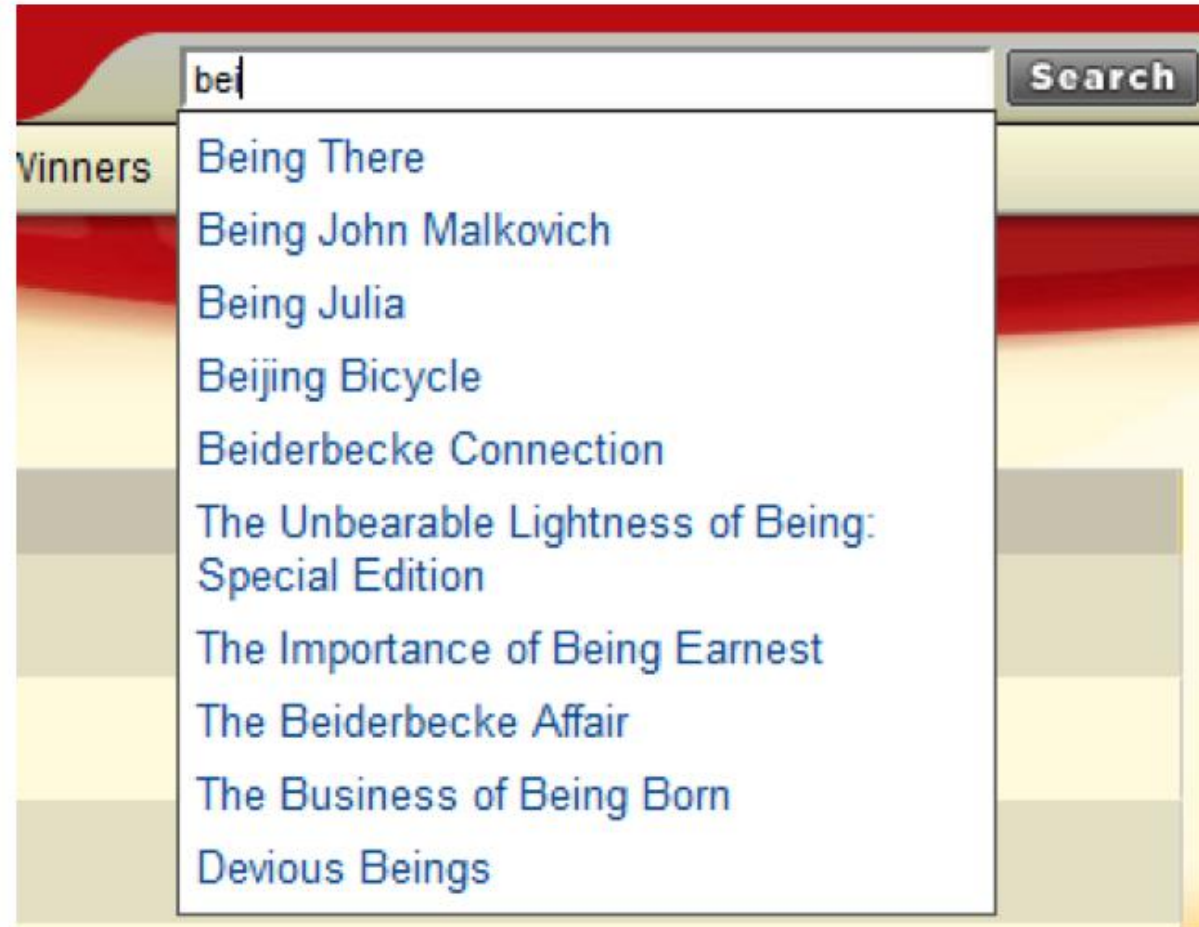 bei
Search
Winners
Being There
Being John Malkovich
Being Julia
Beijing Bicycle
Beiderbecke Connection
The Unbearable Lightness of Being:
Special Edition
The Importance of Being Earnest
The Beiderbecke Affair
The Business of Being Born
Devious Beings